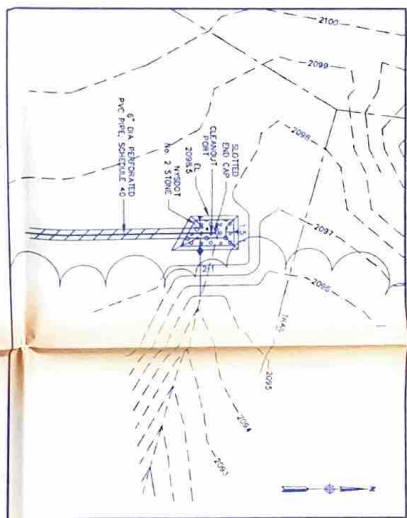 2100
2099
2098
2097
2096
2095
2094
2093
TRAIL
SLOTTED
END CAP
CLEANOUT
PORT
EL.
2098.5
NYSDOT
No. 2 STONE
6" DIA. PERFORATED
PVC PIPE, SCHEDULE 40